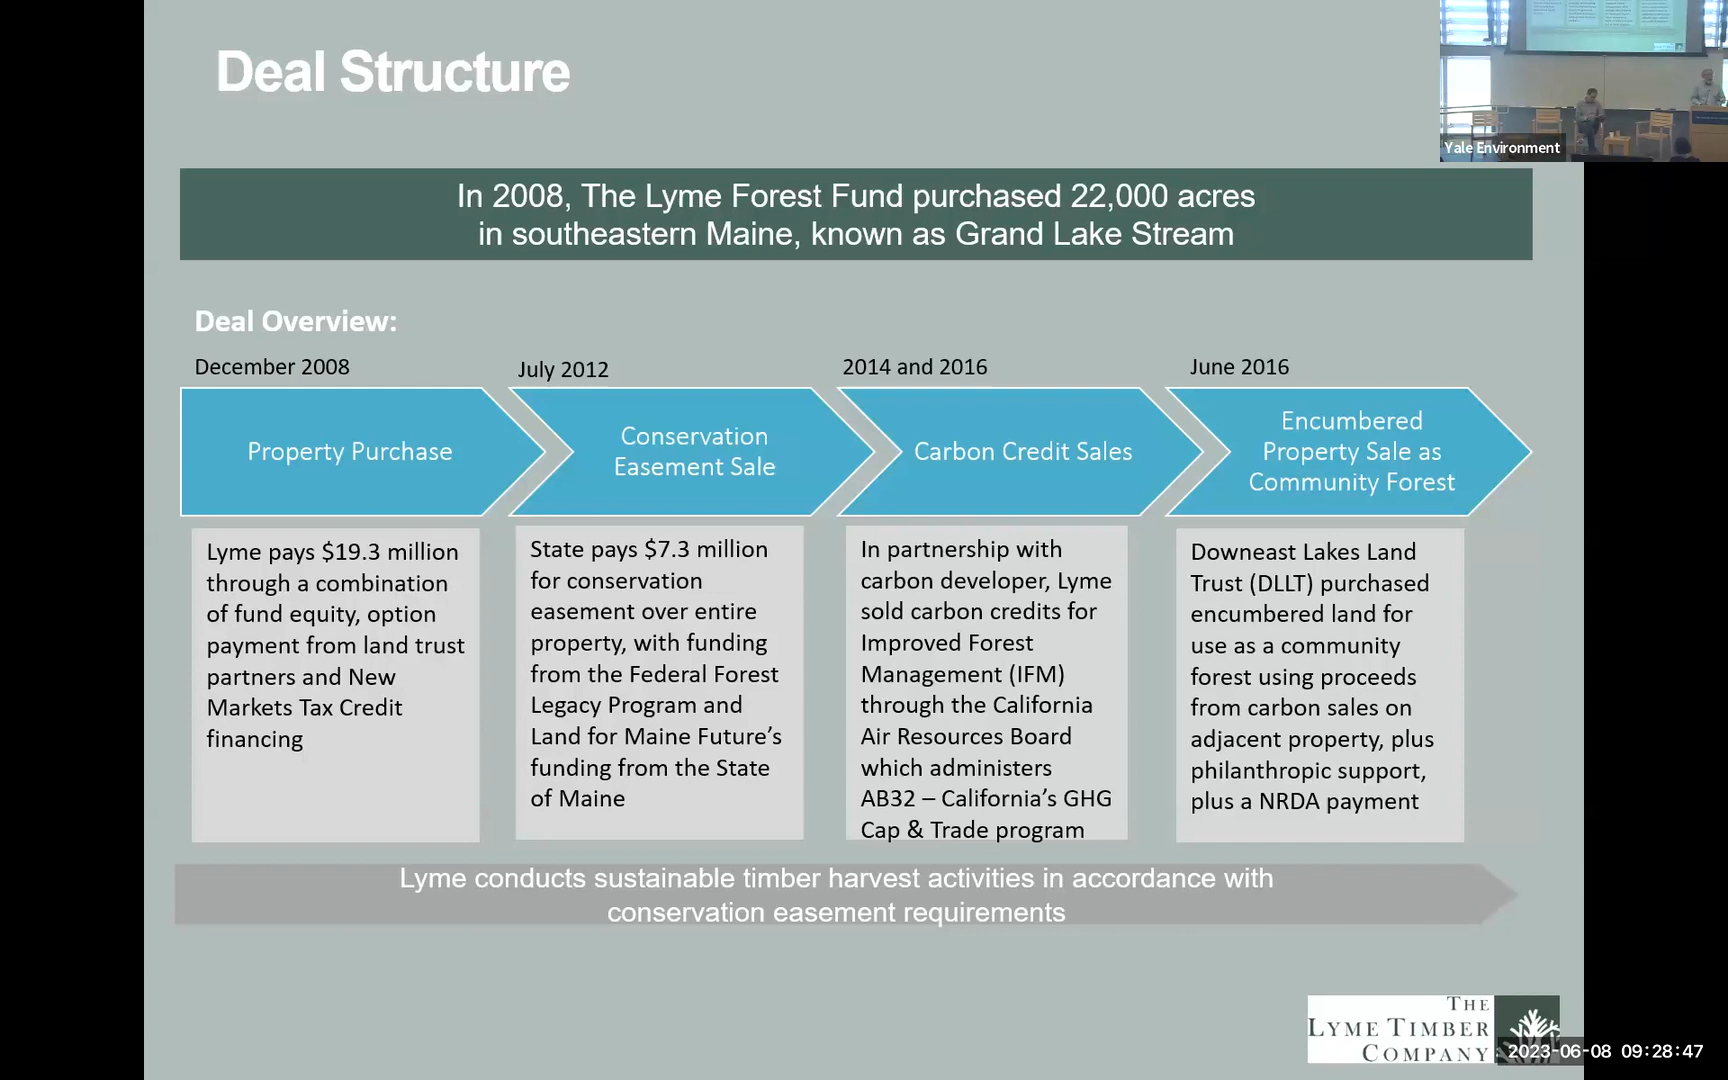 Deal Structure
Yale Environment
In 2008, The Lyme Forest Fund purchased 22,000 acres
in southeastern Maine, known as Grand Lake Stream
Deal Overview:
December 2008
Property Purchase
Lyme pays $19.3 million
through a combination
of fund equity, option
payment from land trust
partners and New
Markets Tax Credit
financing
July 2012
Conservation
Easement Sale
State pays $7.3 million
for conservation
easement over entire
property, with funding
from the Federal Forest
Legacy Program and
Land for Maine Future’s
funding from the State
of Maine
2014 and 2016
Carbon Credit Sales
In partnership with
carbon developer, Lyme
sold carbon credits for
Improved Forest
Management (IFM)
through the California
Air Resources Board
which administers
AB32 – California’s GHG
Cap & Trade program
June 2016
Encumbered
Property Sale as
Community Forest
Downeast Lakes Land
Trust (DLLT) purchased
encumbered land for
use as a community
forest using proceeds
from carbon sales on
adjacent property, plus
philanthropic support,
plus a NRDA payment
Lyme conducts sustainable timber harvest activities in accordance with
conservation easement requirements
THE
LYME TIMBER
COMPANY
2023-06-08 09:28:47